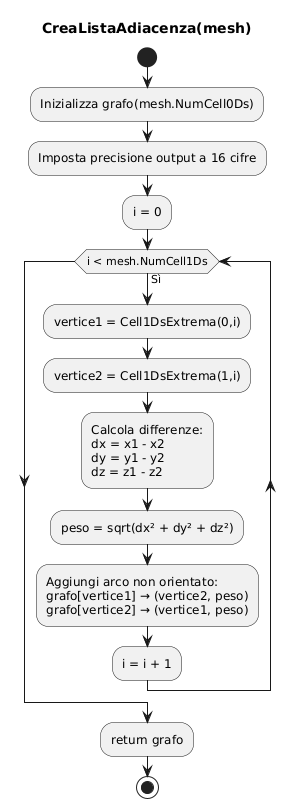 CreaListaAdiacenza(mesh)
Inizializza grafo(mesh.NumCell0Ds)
Imposta precisione output a 16 cifre
i = 0
i < mesh.NumCell1Ds
Sì
vertice1 = Cell1DsExtrema(0,i)
vertice2 = Cell1DsExtrema(1,i)
Calcola differenze:
dx = x1 - x2
dy = y1 - y2
dz = z1 - z2
peso = sqrt(dx² + dy² + dz²)
Aggiungi arco non orientato:
grafo[vertice1] → (vertice2, peso)
grafo[vertice2] → (vertice1, peso)
i = i + 1
return grafo